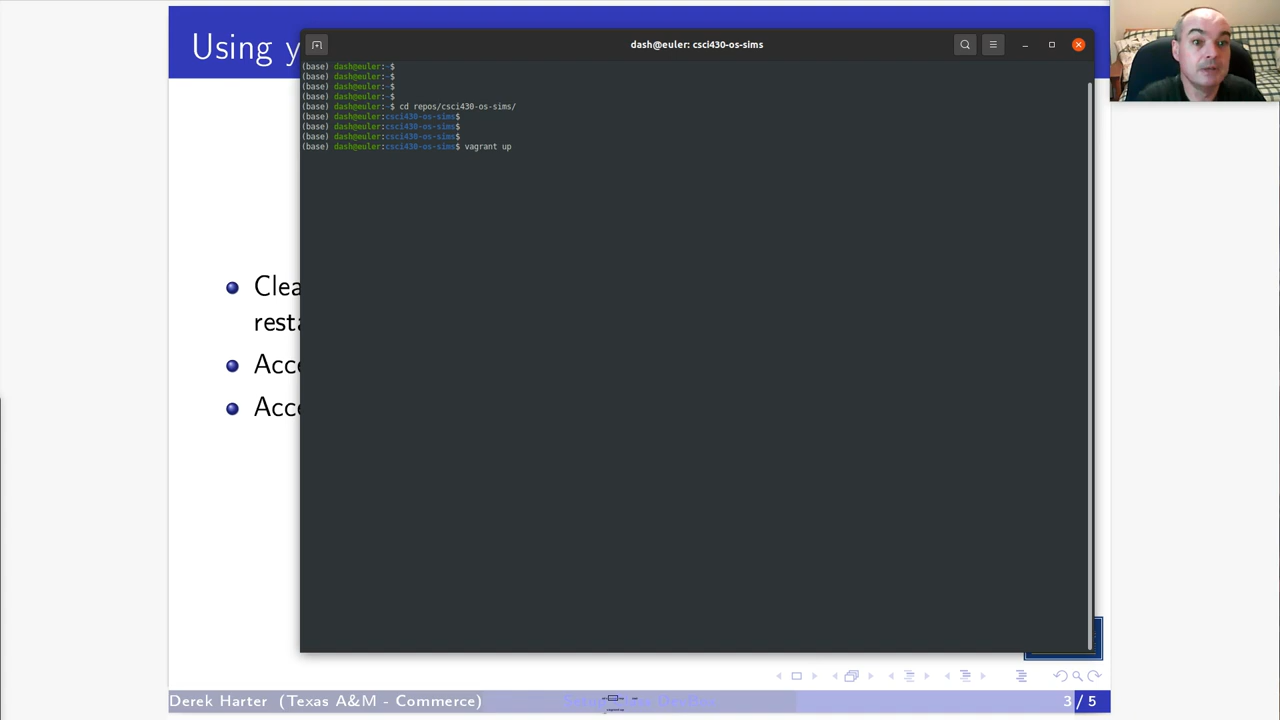 Using y
dash@euler: csci430-os-sims
(base) dash@euler:~$
(base) dash@euler:~$
(base) dash@euler:~$
(base) dash@euler:~$
(base) dash@euler:~$ cd repos/csci430-os-sims/
(base) dash@euler:csci430-os-sims$
(base) dash@euler:csci430-os-sims$
(base) dash@euler:csci430-os-sims$
(base) dash@euler:csci430-os-sims$ vagrant up
Clea
resta
Acce
Acce
Derek Harter (Texas A&M - Commerce)
3 / 5